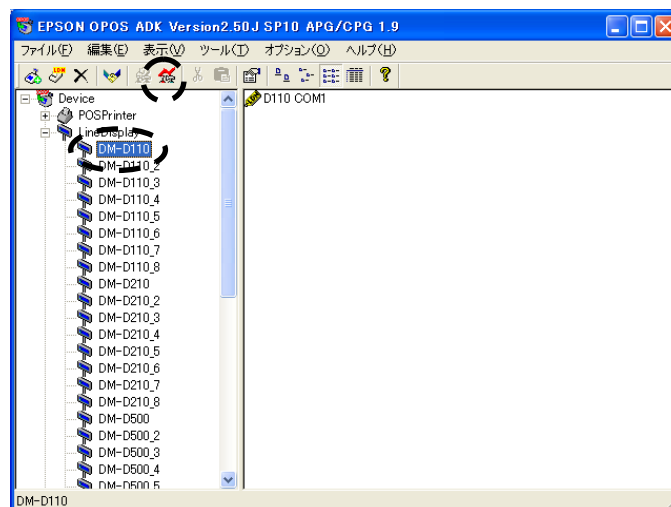 EPSON OPOS ADK Version2.50J SP10 APG/CPG 1.9
ファイル(F) 編集(E) 表示(V) ツール(T) オプション(O) ヘルプ(H)
Device
POSPrinter
LineDisplay
DM-D110
DM-D110_2
DM-D110_3
DM-D110_4
DM-D110_5
DM-D110_6
DM-D110_7
DM-D110_8
DM-D210
DM-D210_2
DM-D210_3
DM-D210_4
DM-D210_5
DM-D210_6
DM-D210_7
DM-D210_8
DM-D500
DM-D500_2
DM-D500_3
DM-D500_4
DM-D500_5
D110 COM1
DM-D110